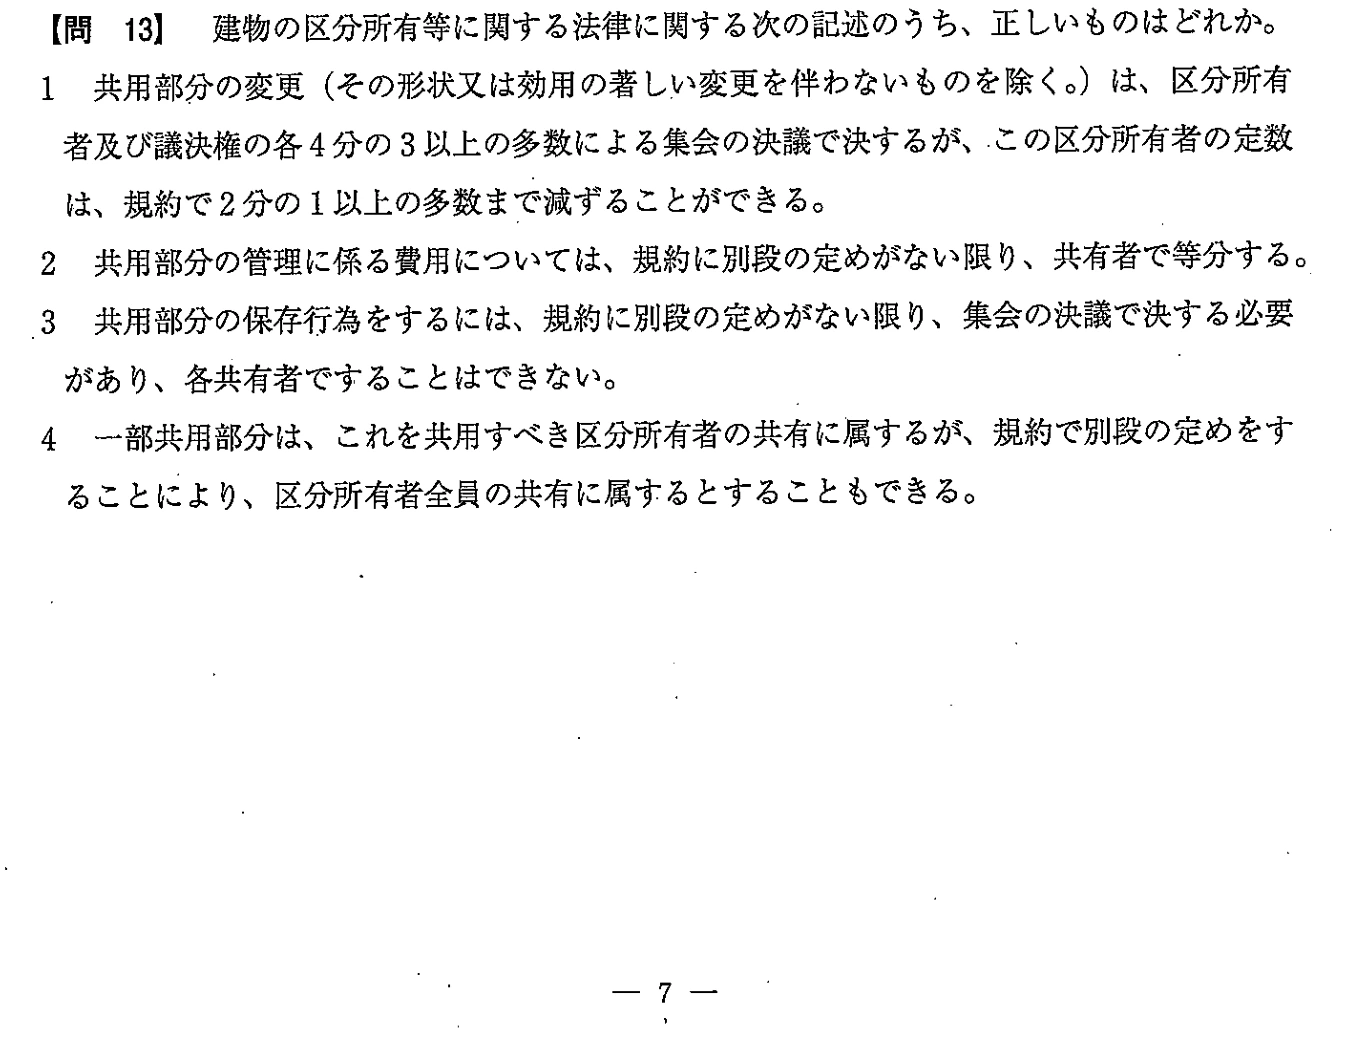 【問 13】 建物の区分所有等に関する法律に関する次の記述のうち、正しいものはどれか。
1 共用部分の変更（その形状又は効用の著しい変更を伴わないものを除く。）は、区分所有
者及び議決権の各4分の3以上の多数による集会の決議で決するが、この区分所有者の定数
は、規約で2分の1以上の多数まで減ずることができる。
2 共用部分の管理に係る費用については、規約に別段の定めがない限り、共有者で等分する。
3 共用部分の保存行為をするには、規約に別段の定めがない限り、集会の決議で決する必要
があり、各共有者ですることはできない。
4 一部共用部分は、これを共用すべき区分所有者の共有に属するが、規約で別段の定めをす
ることにより、区分所有者全員の共有に属するとすることもできる。
― 7 ―